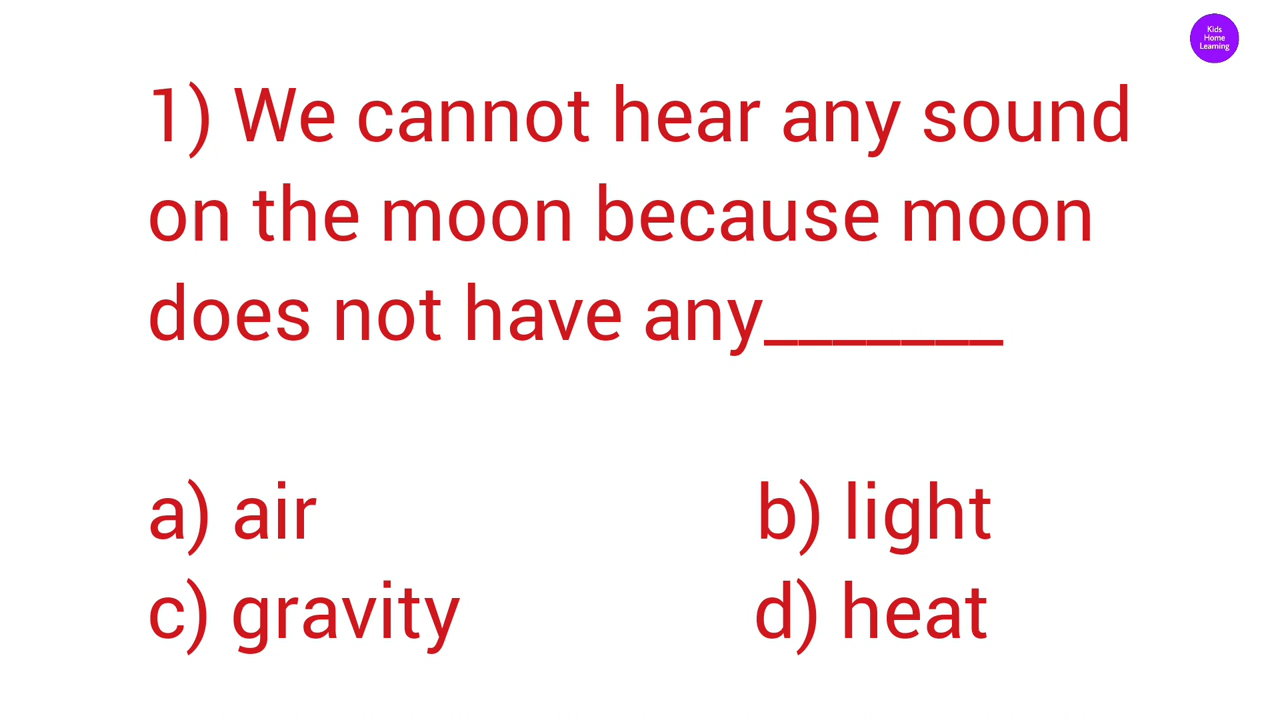 Kids
Home
Learning
1) We cannot hear any sound
on the moon because moon
does not have any_______
a) air b) light
c) gravity d) heat